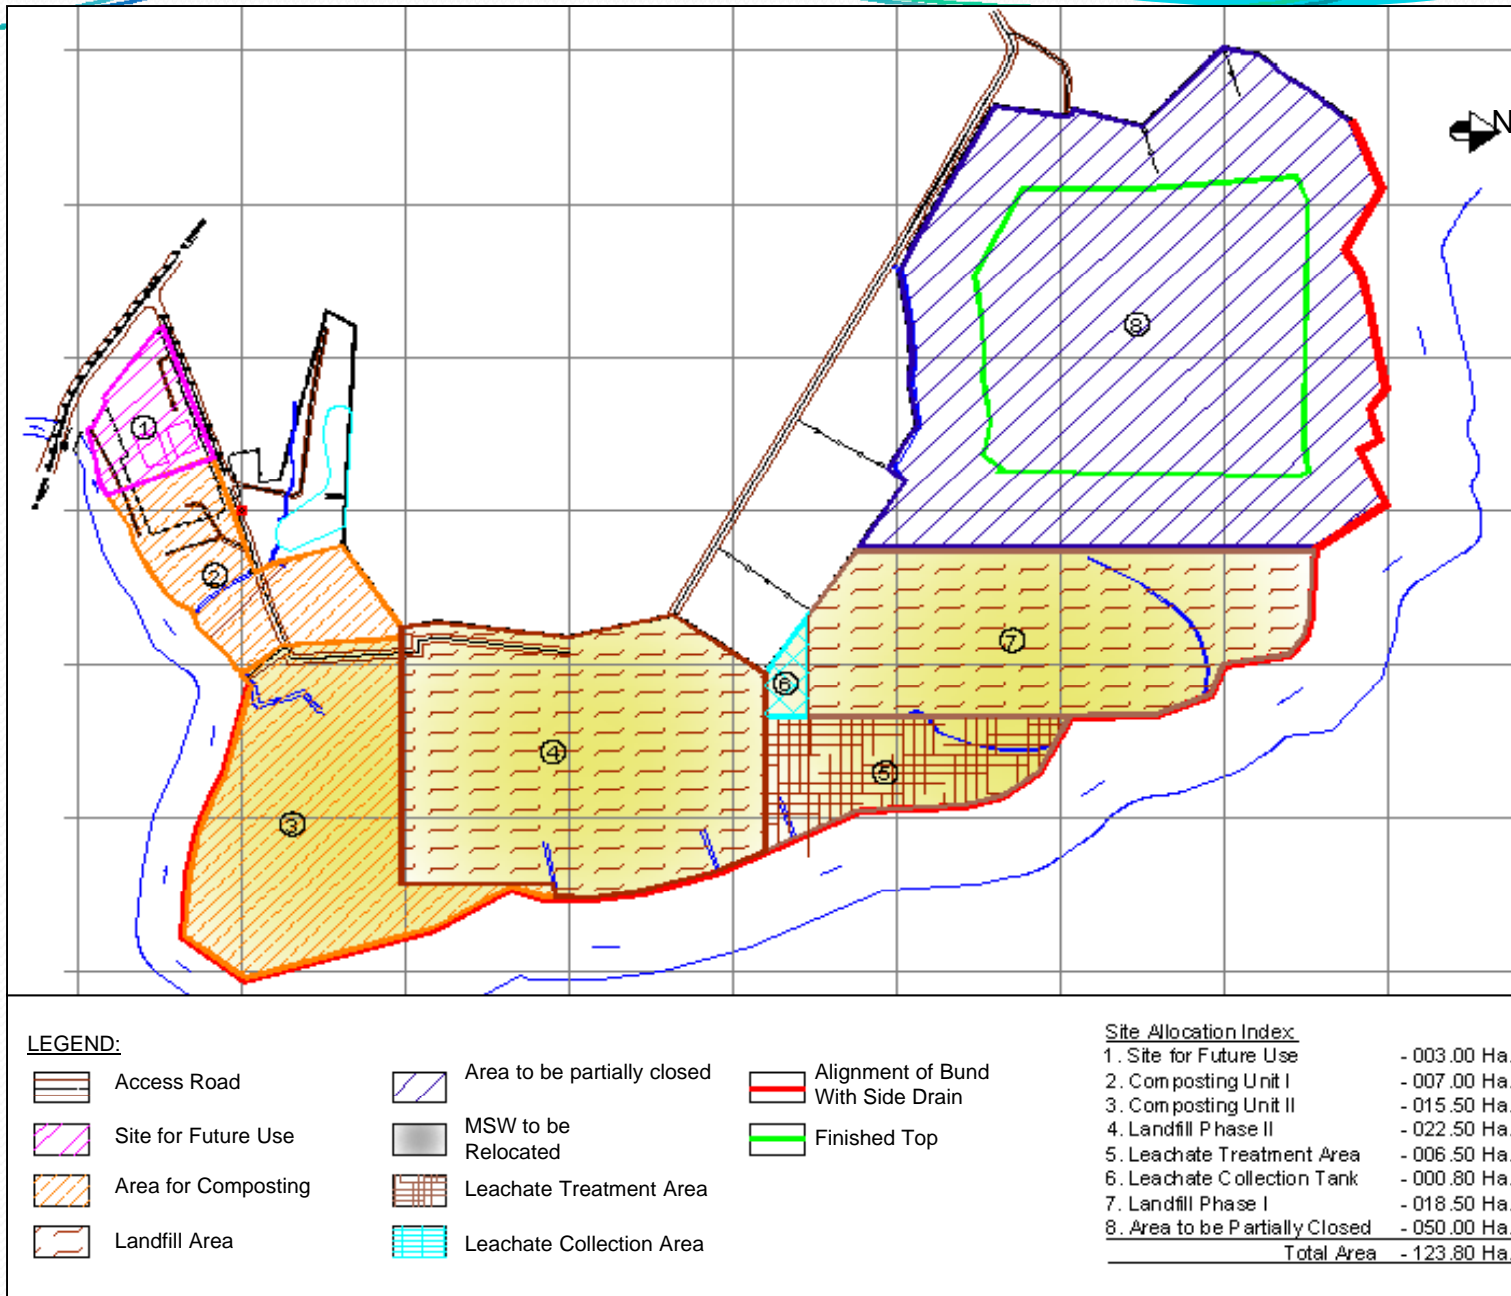 N
8
1
2
7
6
4
5
3
LEGEND:
Access Road
Site for Future Use
Area for Composting
Landfill Area
Area to be partially closed
MSW to be
Relocated
Leachate Treatment Area
Leachate Collection Area
Alignment of Bund
With Side Drain
Finished Top
Site Allocation Index
1. Site for Future Use - 003.00 Ha.
2. Composting Unit I - 007.00 Ha.
3. Composting Unit II - 015.50 Ha.
4. Landfill Phase II - 022.50 Ha.
5. Leachate Treatment Area - 006.50 Ha.
6. Leachate Collection Tank - 000.80 Ha.
7. Landfill Phase I - 018.50 Ha.
8. Area to be Partially Closed - 050.00 Ha.
Total Area - 123.80 Ha.